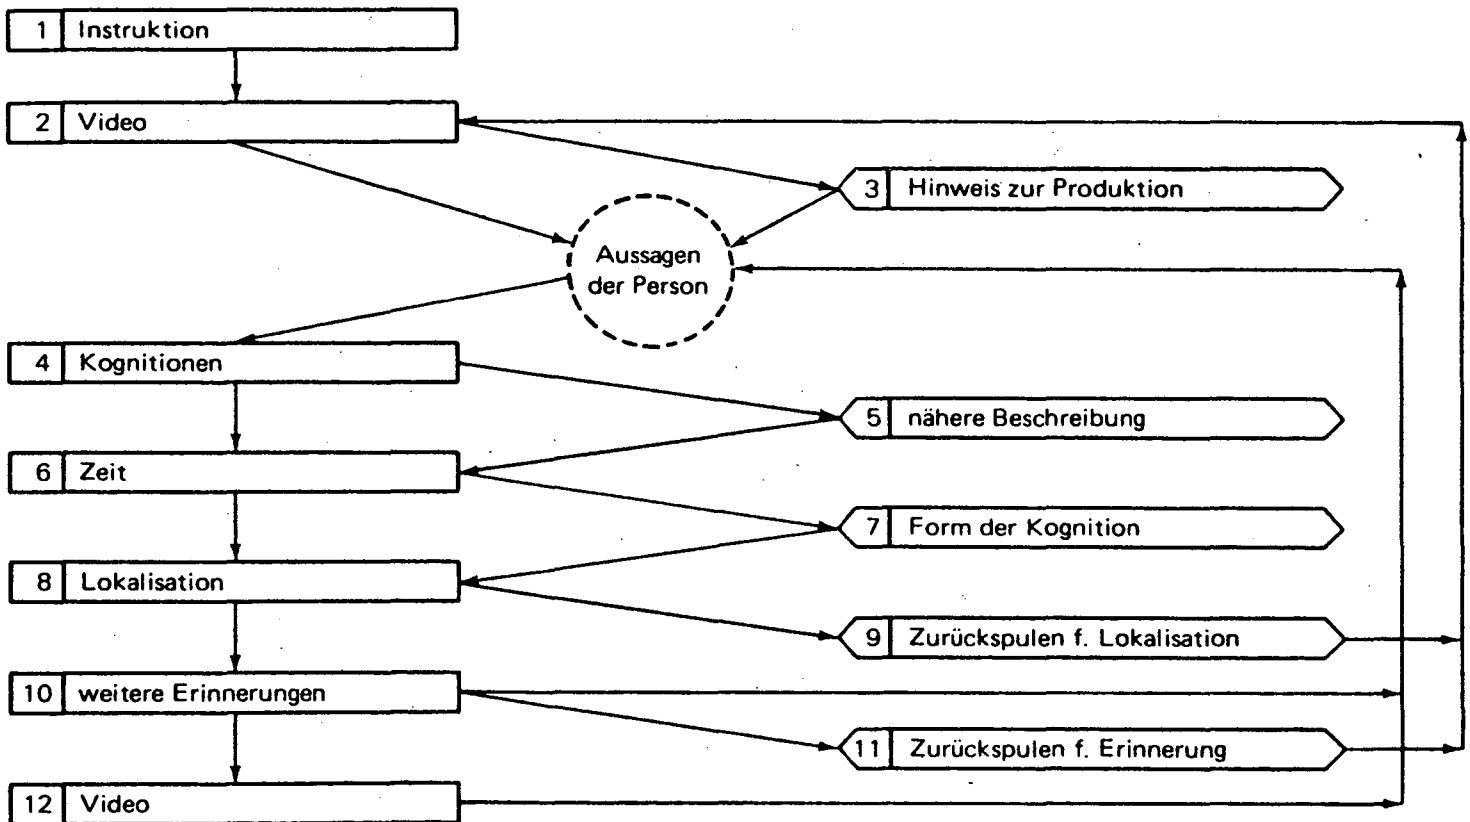 1 Instruktion
2 Video
3 Hinweis zur Produktion
Aussagen
der Person
4 Kognitionen
5 nähere Beschreibung
6 Zeit
7 Form der Kognition
8 Lokalisation
9 Zurückspulen f. Lokalisation
10 weitere Erinnerungen
11 Zurückspulen f. Erinnerung
12 Video